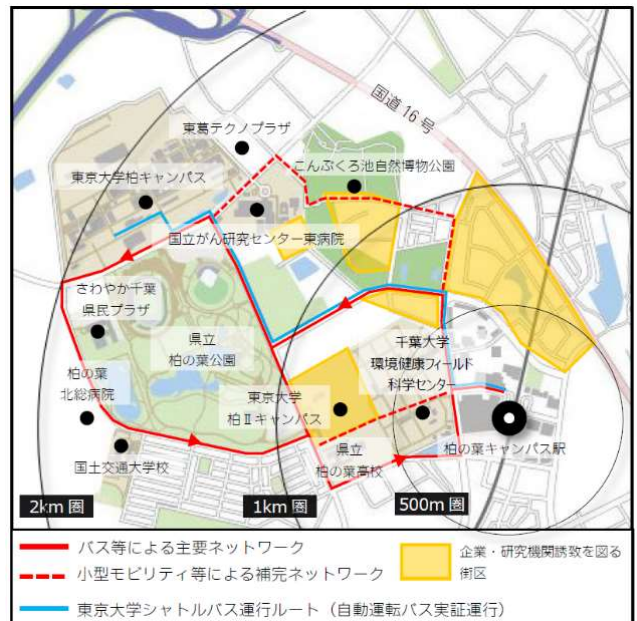 国道16号
東葛テクノプラザ
こんぶくろ池自然博物公園
東京大学柏キャンパス
国立がん研究センター東病院
さわやか千葉
県民プラザ
県立
柏の葉公園
千葉大学
環境健康フィールド
科学センター
柏の葉
北総病院
東京大学
柏Ⅱキャンパス
国土交通大学校
県立
柏の葉高校
柏の葉キャンパス駅
2km圏
1km圏
500m圏
バス等による主要ネットワーク
小型モビリティ等による補完ネットワーク
企業・研究機関誘致を図る
街区
東京大学シャトルバス運行ルート（自動運転バス実証運行）